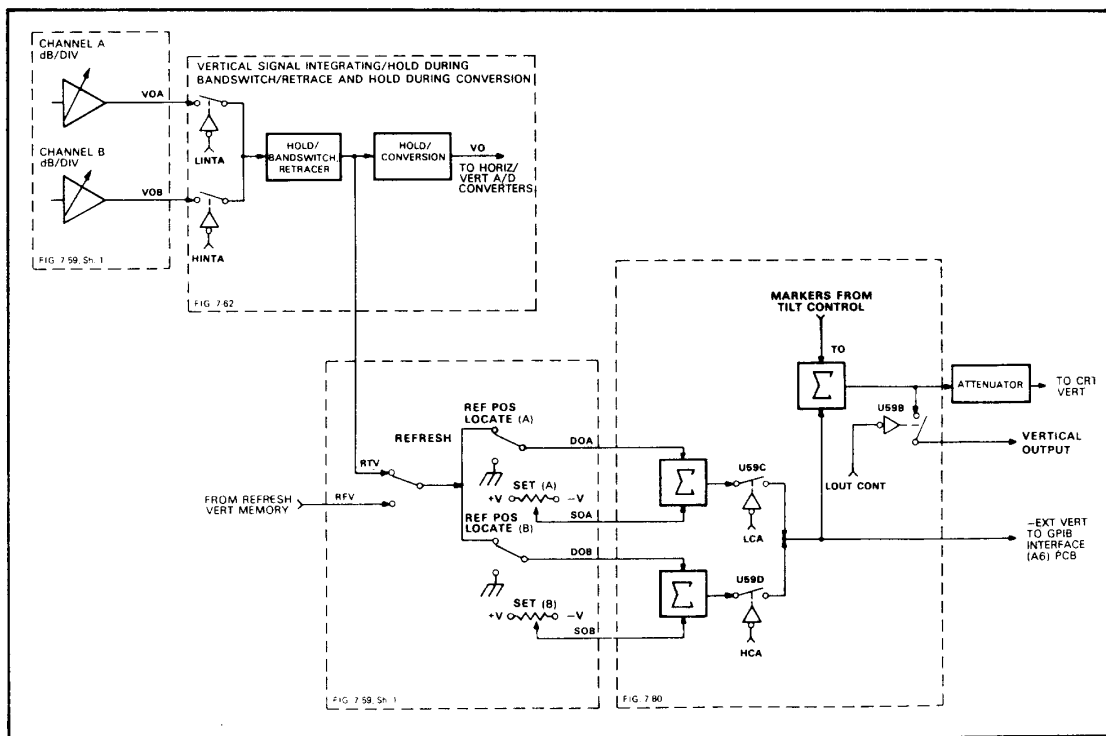 CHANNEL A
dB/DIV
VOA
LINTA
CHANNEL B
dB/DIV
VOB
HINTA
FIG 7 59, Sh. 1
VERTICAL SIGNAL INTEGRATING/HOLD DURING
BANDSWITCH/RETRACE AND HOLD DURING CONVERSION
HOLD/
BANDSWITCH,
RETRACER
HOLD/
CONVERSION
VO
TO HORIZ/
VERT A/D
CONVERTERS
FIG 7-62
FROM REFRESH
VERT MEMORY
RTV
RFV
REFRESH
REF POS
LOCATE (A)
DOA
SET (A)
+V
−V
SOA
REF POS
LOCATE (B)
DOB
SET (B)
+V
−V
SOB
FIG 7 59, Sh. 1
MARKERS FROM
TILT CONTROL
TO
Σ
Σ
U59C
LCA
Σ
U59D
HCA
U59B
LOUT CONT
FIG 7 80
ATTENUATOR
TO CRT
VERT
VERTICAL
OUTPUT
−EXT VERT
TO GPIB
INTERFACE
(A6) PCB